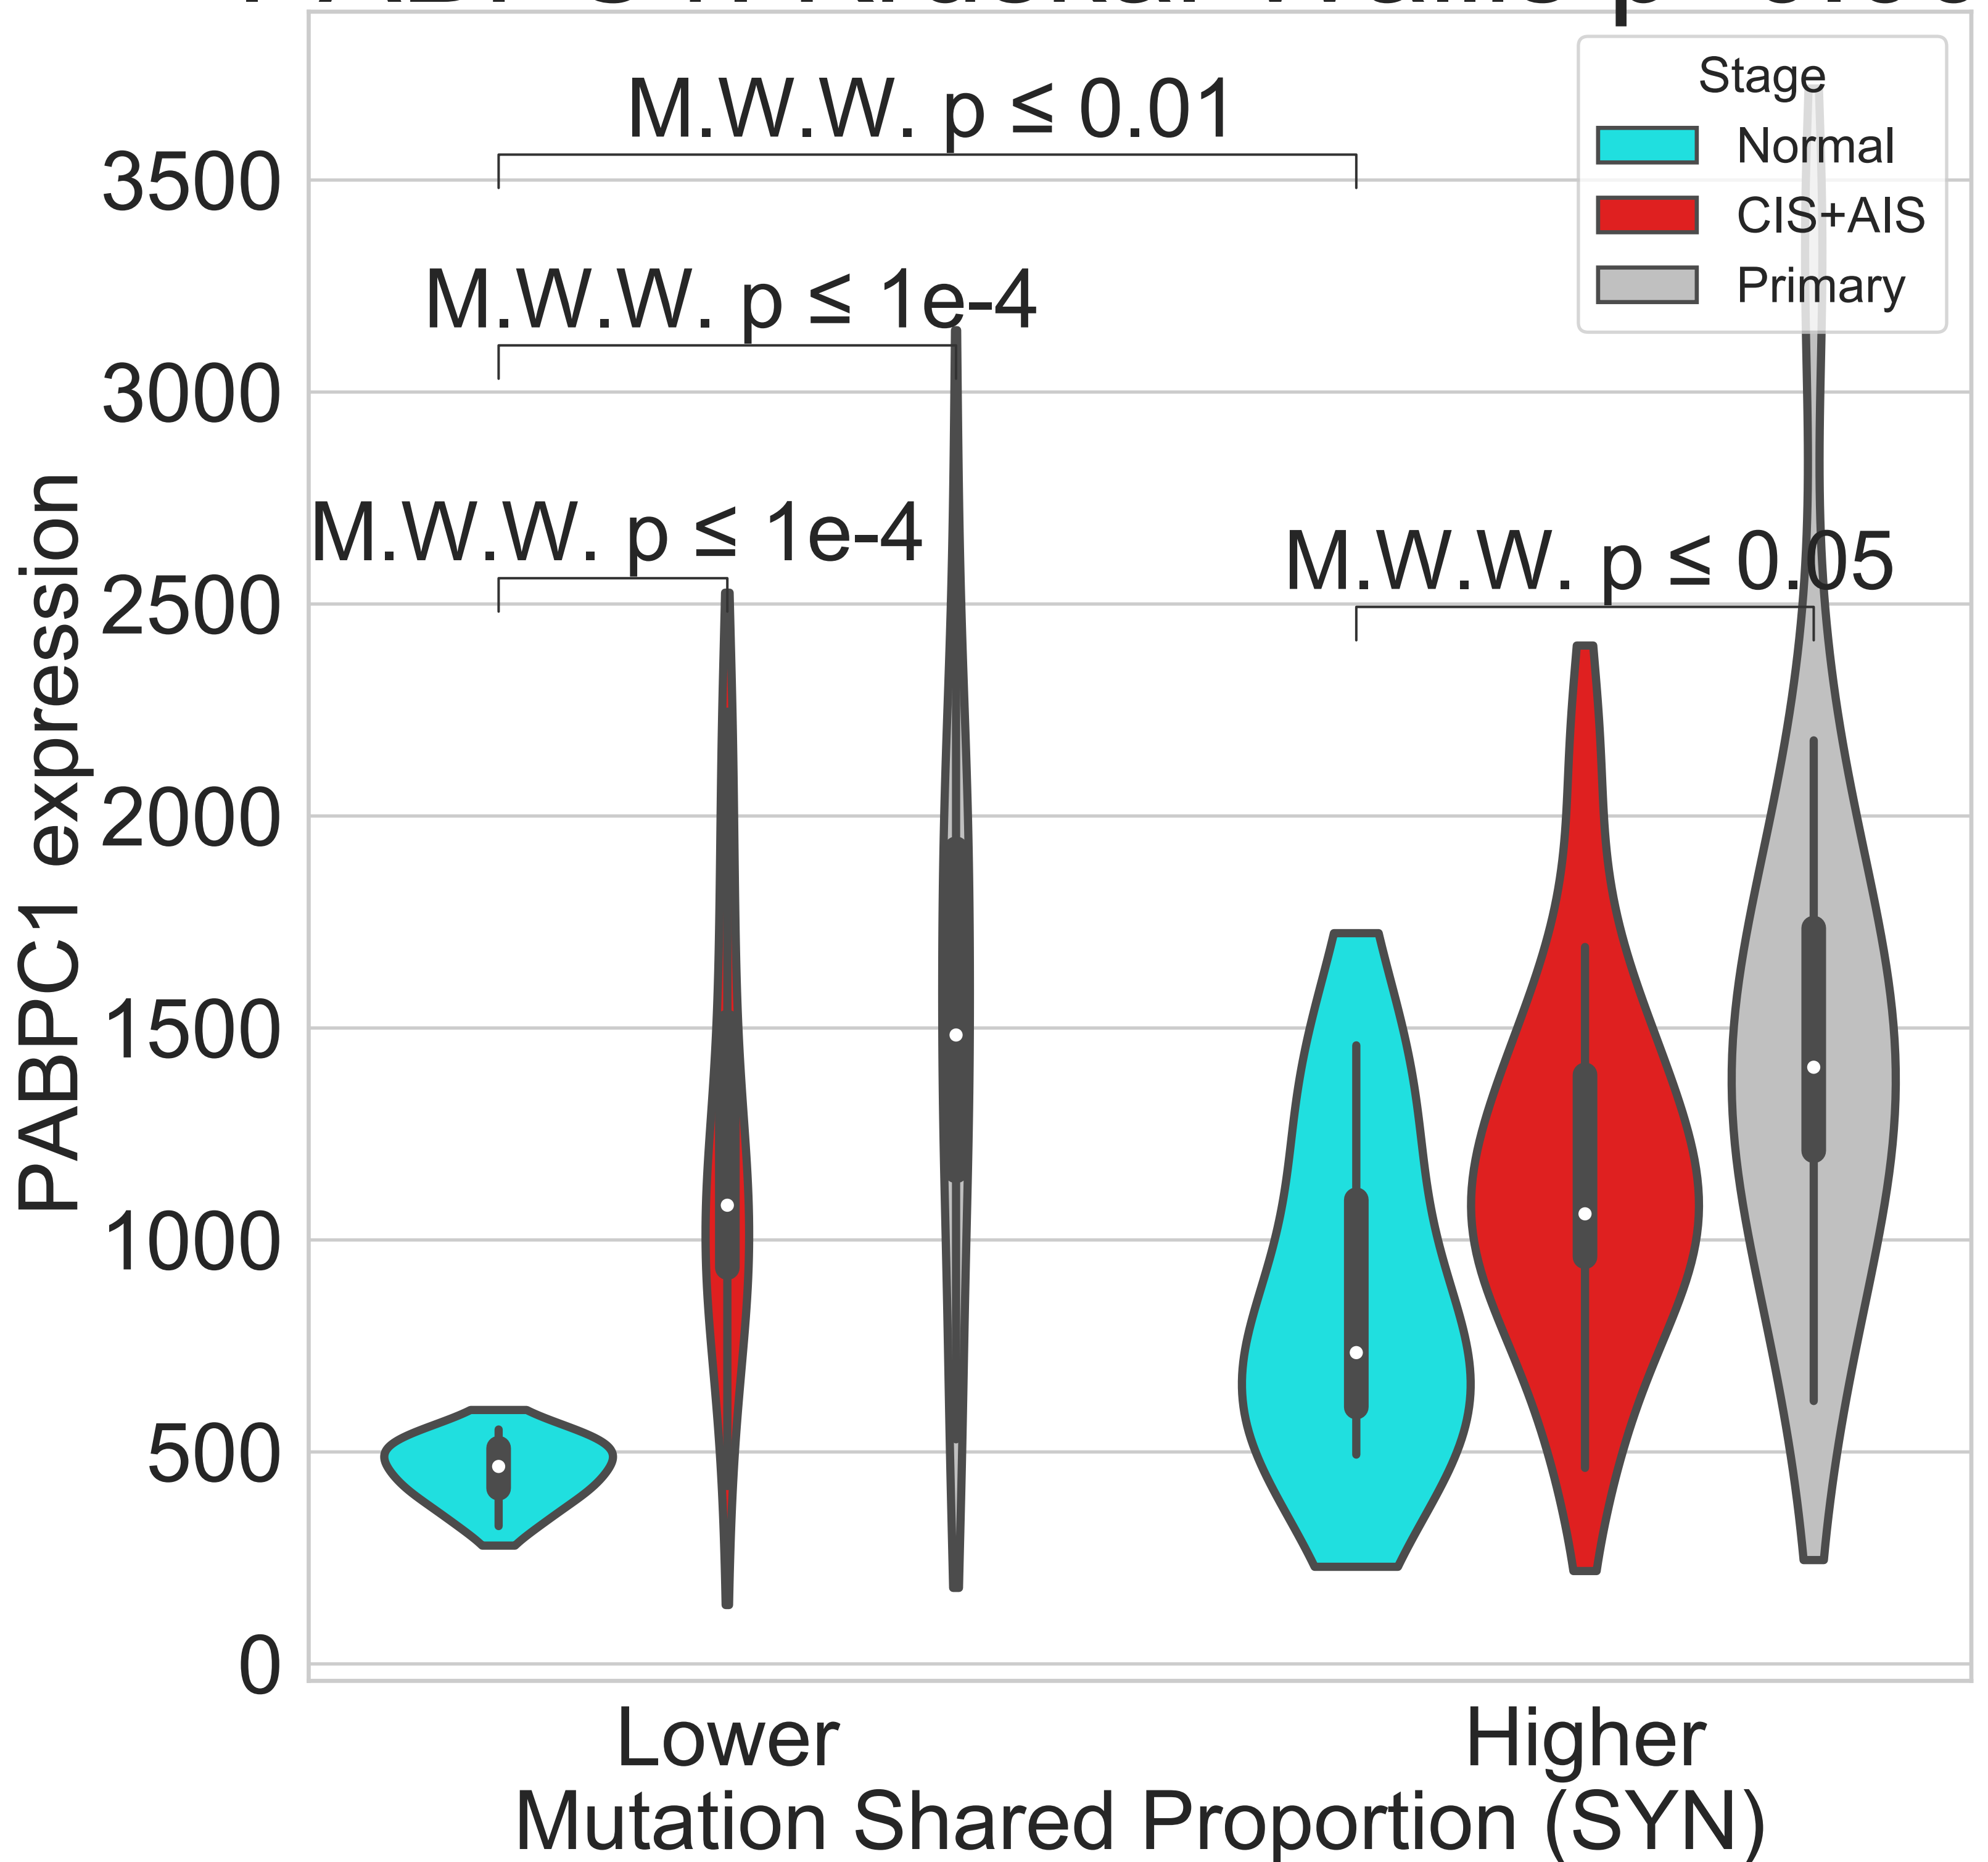 M.W.W. p ≤ 0.01
Stage
Normal
CIS+AIS
Primary
M.W.W. p ≤ 1e-4
M.W.W. p ≤ 1e-4
M.W.W. p ≤ 0.05
3500
3000
2500
2000
1500
1000
500
0
PABPC1 expression
Lower
Higher
Mutation Shared Proportion (SYN)